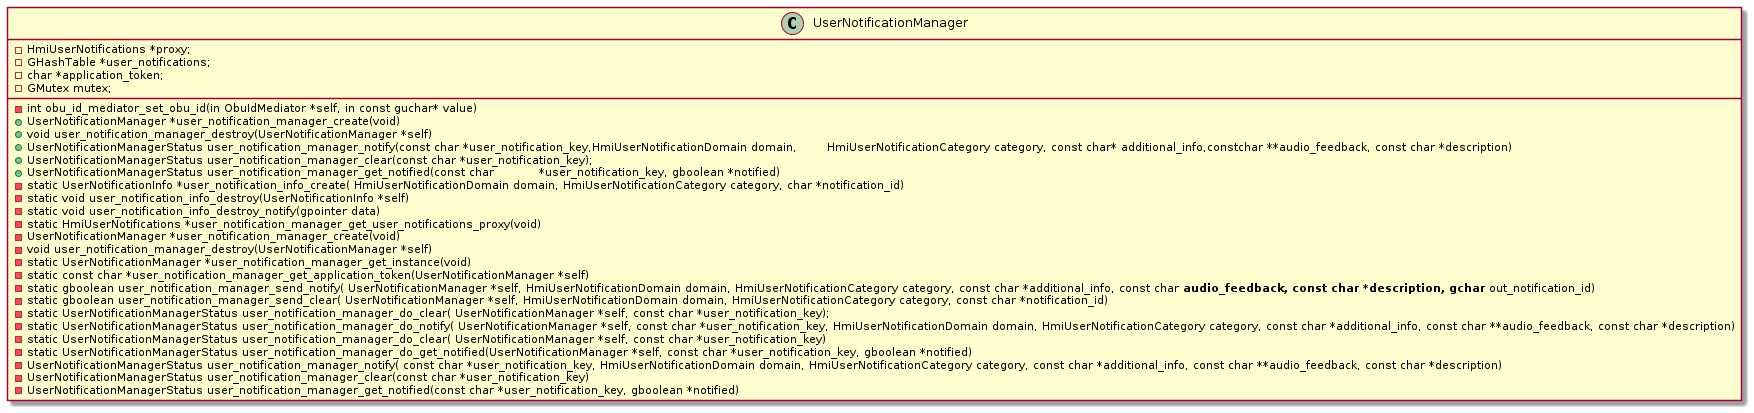 C UserNotificationManager
HmiUserNotifications *proxy;
GHashTable *user_notifications;
char *application_token;
GMutex mutex;
int obu_id_mediator_set_obu_id(in ObuIdMediator *self, in const guchar* value)
UserNotificationManager *user_notification_manager_create(void)
void user_notification_manager_destroy(UserNotificationManager *self)
UserNotificationManagerStatus user_notification_manager_notify(const char *user_notification_key,HmiUserNotificationDomain domain, HmiUserNotificationCategory category, const char* additional_info,constchar **audio_feedback, const char *description)
UserNotificationManagerStatus user_notification_manager_clear(const char *user_notification_key);
UserNotificationManagerStatus user_notification_manager_get_notified(const char *user_notification_key, gboolean *notified)
static UserNotificationInfo *user_notification_info_create( HmiUserNotificationDomain domain, HmiUserNotificationCategory category, char *notification_id)
static void user_notification_info_destroy(UserNotificationInfo *self)
static void user_notification_info_destroy_notify(gpointer data)
static HmiUserNotifications *user_notification_manager_get_user_notifications_proxy(void)
UserNotificationManager *user_notification_manager_create(void)
void user_notification_manager_destroy(UserNotificationManager *self)
static UserNotificationManager *user_notification_manager_get_instance(void)
static const char *user_notification_manager_get_application_token(UserNotificationManager *self)
static gboolean user_notification_manager_send_notify( UserNotificationManager *self, HmiUserNotificationDomain domain, HmiUserNotificationCategory category, const char *additional_info, const char audio_feedback, const char *description, gchar out_notification_id)
static gboolean user_notification_manager_send_clear( UserNotificationManager *self, HmiUserNotificationDomain domain, HmiUserNotificationCategory category, const char *notification_id)
static UserNotificationManagerStatus user_notification_manager_do_clear( UserNotificationManager *self, const char *user_notification_key);
static UserNotificationManagerStatus user_notification_manager_do_notify( UserNotificationManager *self, const char *user_notification_key, HmiUserNotificationDomain domain, HmiUserNotificationCategory category, const char *additional_info, const char **audio_feedback, const char *description)
static UserNotificationManagerStatus user_notification_manager_do_clear( UserNotificationManager *self, const char *user_notification_key)
static UserNotificationManagerStatus user_notification_manager_do_get_notified(UserNotificationManager *self, const char *user_notification_key, gboolean *notified)
UserNotificationManagerStatus user_notification_manager_notify( const char *user_notification_key, HmiUserNotificationDomain domain, HmiUserNotificationCategory category, const char *additional_info, const char **audio_feedback, const char *description)
UserNotificationManagerStatus user_notification_manager_clear(const char *user_notification_key)
UserNotificationManagerStatus user_notification_manager_get_notified(const char *user_notification_key, gboolean *notified)